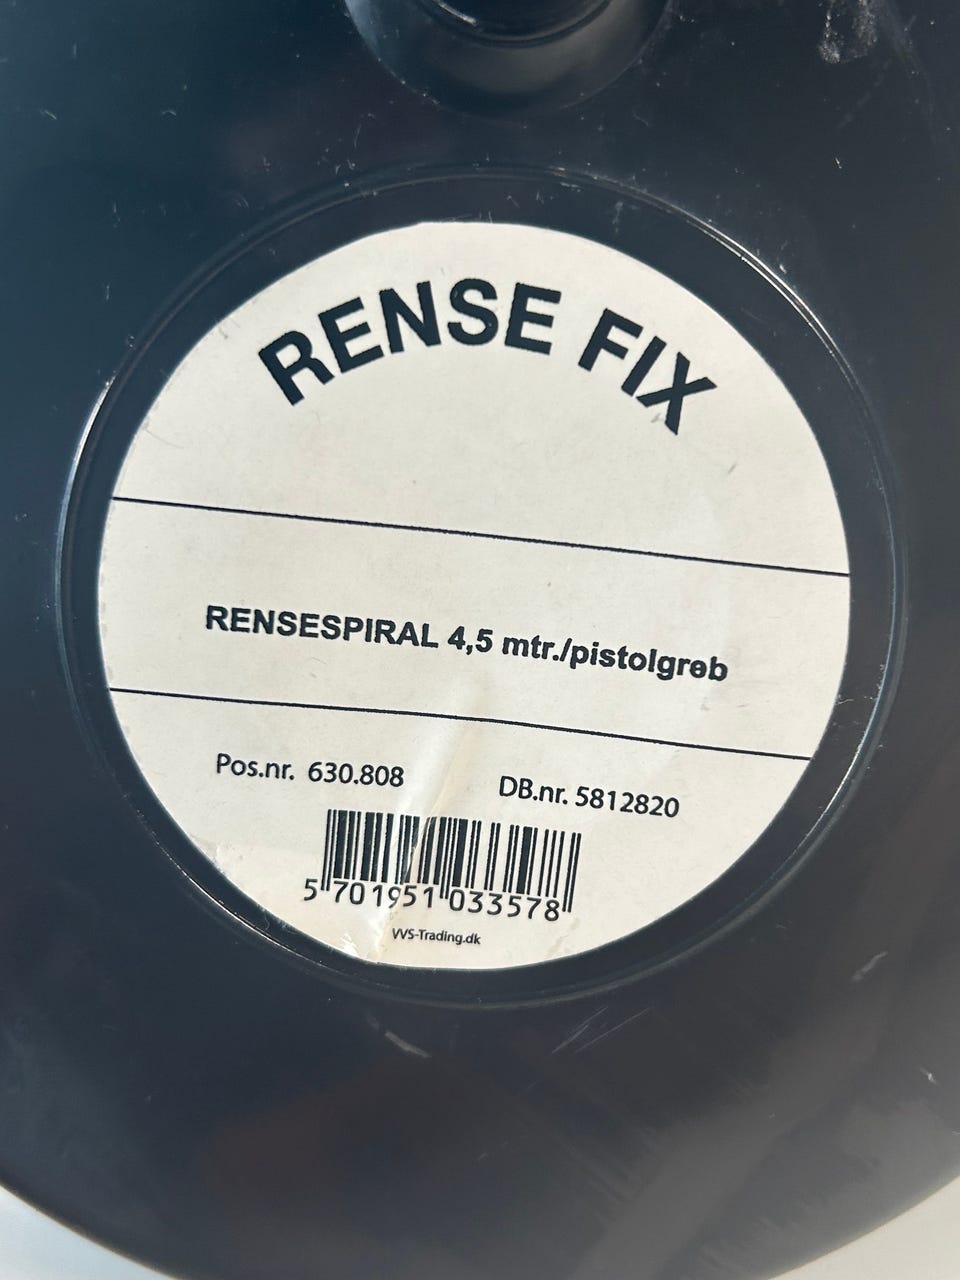 RENSE FIX
RENSESPIRAL 4,5 mtr./pistolgreb
Pos.nr. 630.808 DB.nr. 5812820
5 701951 033578
VVS-Trading.dk